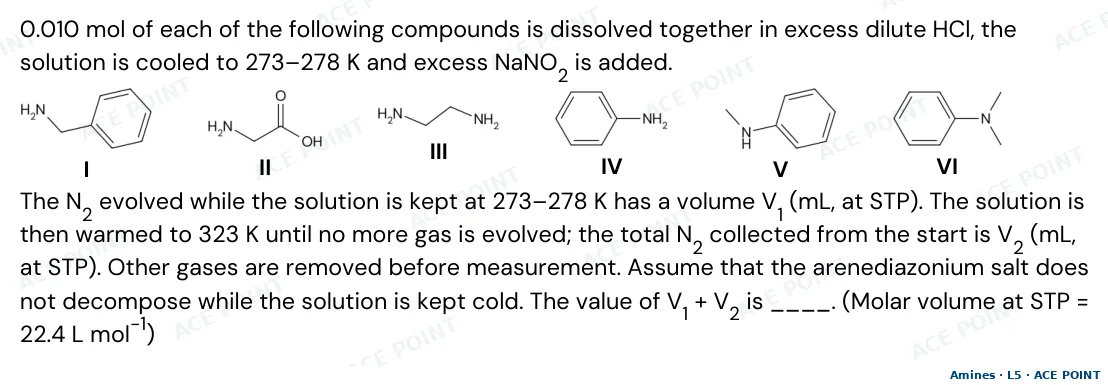 0.010 mol of each of the following compounds is dissolved together in excess dilute HCl, the
solution is cooled to 273–278 K and excess NaNO₂ is added.
H₂N
I
H₂N
O
OH
II
H₂N
NH₂
III
NH₂
IV
N
H
V
N
VI
The N₂ evolved while the solution is kept at 273–278 K has a volume V₁ (mL, at STP). The solution is
then warmed to 323 K until no more gas is evolved; the total N₂ collected from the start is V₂ (mL,
at STP). Other gases are removed before measurement. Assume that the arenediazonium salt does
not decompose while the solution is kept cold. The value of V₁ + V₂ is ____. (Molar volume at STP =
22.4 L mol⁻¹)
Amines · L5 · ACE POINT